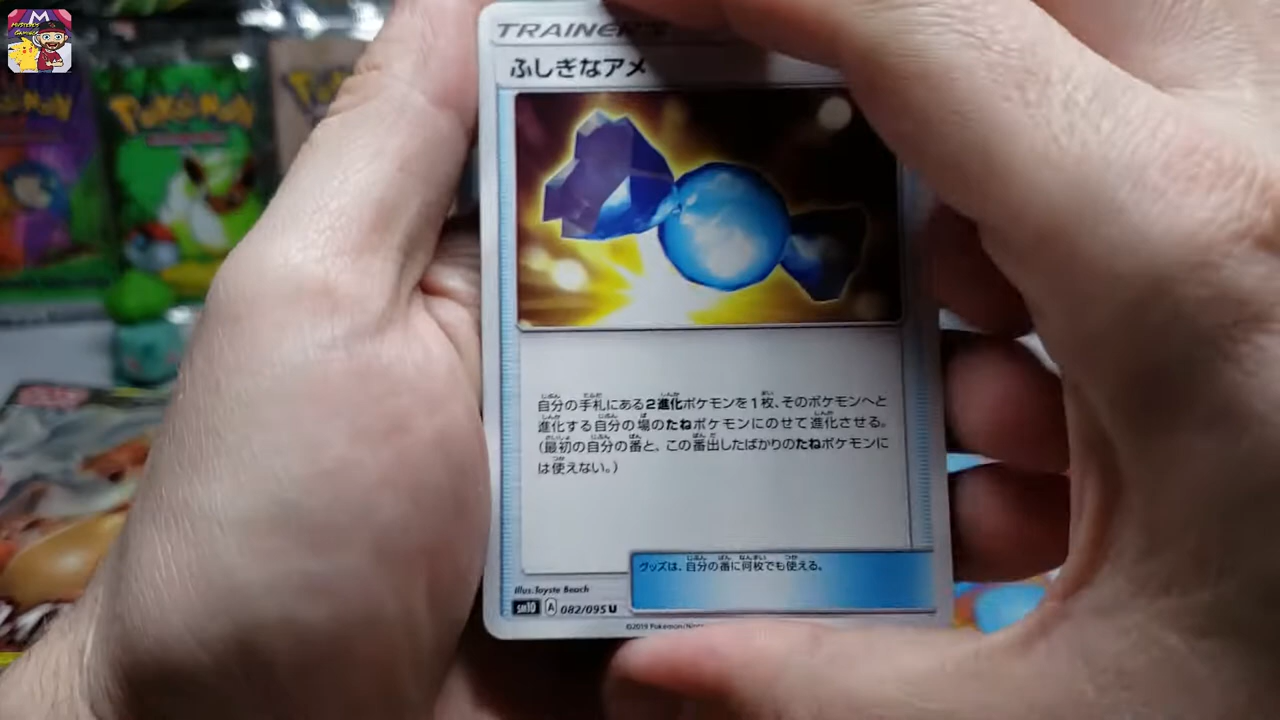 MYSTERY'S
GAMING
POKéMON
TRAINER'S
ふしぎなアメ
自分の手札にある2進化ポケモンを1枚、そのポケモンへと
進化する自分の場のたねポケモンにのせて進化させる。
(最初の自分の番と、この番出したばかりのたねポケモンに
は使えない。)
グッズは、自分の番に何枚でも使える。
Illus. Toyste Beach
sm10 A 082/095 U
©2019 Pokémon/Nin